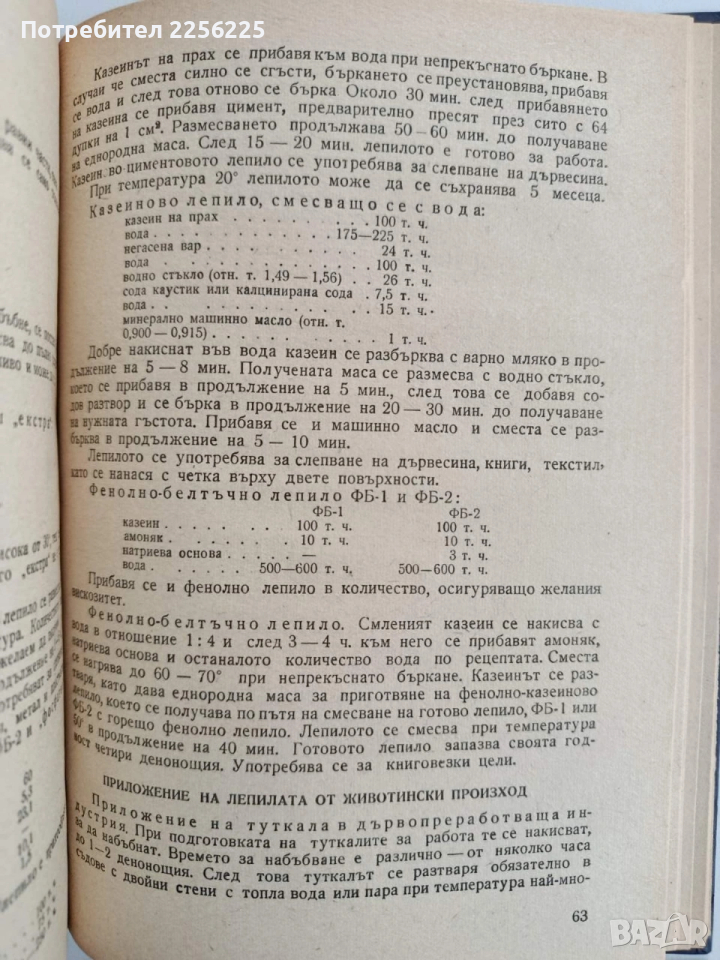 Потребител 2256225
Казеинът на прах се прибавя към вода при непрекъснато бъркане. В
случаи че сместа силно се сгъсти, бъркането се преустановява, прибавя
се вода и след това отново се бърка Около 30 мин. след прибавянето
на казеина се прибавя цимент, предварително пресят през сито с 64
дупки на 1 см². Размесването продължава 50—60 мин. до получаване
на еднородна маса. След 15 — 20 мин. лепилото е готово за работа.
Казеин. во циментовото лепило се употребява за слепване на дървесина.
При температура 20° лепилото може да се съхранява 5 месеца.
Казеиново лепило, смесващо се с вода:
казеин на прах . . . . . . . . 100 т. ч.
вода . . . . . . . . . . . . 175—225 т. ч.
негасена вар . . . . . . . . . 24 т. ч.
вода . . . . . . . . . . . . 100 т. ч.
водно стъкло (отн. т. 1,49 — 1,56) . . 26 т. ч.
сода каустик или калцинирана сода . 7,5 т. ч.
вода . . . . . . . . . . . . 15 т. ч.
минерално машинно масло (отн. т.
0,900 — 0,915) . . . . . . . . . 1 т. ч.
Добре накиснат във вода казеин се разбърква с варно мляко в про-
дължение на 5 — 8 мин. Получената маса се размесва с водно стъкло,
което се прибавя в продължение на 5 мин., след това се добавя со-
дов разтвор и се бърка в продължение на 20 — 30 мин. до получаване
на нужната гъстота. Прибавя се и машинно масло и сместа се раз-
бърква в продължение на 5 — 10 мин.
Лепилото се употребява за слепване на дървесина, книги, текстил,
като се нанася с четка върху двете повърхности.
Фенолно-белтъчно лепило ФБ-1 и ФБ-2:
ФБ-1 ФБ-2
казеин . . . . . . . . 100 т. ч. 100 т. ч.
амоняк . . . . . . . . 10 т. ч. 10 т. ч.
натриева основа . . . . . — 3 т. ч.
вода . . . . . . . . 500—600 т. ч. 500—600 т. ч.
Прибавя се и фенолно лепило в количество, осигуряващо желания
вискозитет.
Фенолно-белтъчно лепило. Смленият казеин се накисва с
вода в отношение 1 : 4 и след 3 — 4 ч. към него се прибавят амоняк,
натриева основа и останалото количество вода по рецептата. Сместа
се нагрява до 60 — 70° при непрекъснато бъркане. Казеинът се раз-
тваря, като дава еднородна маса за приготвяне на фенолно-казеиново
лепило, което се получава по пътя на смесване на готово лепило, ФБ-1 или
ФБ-2 с горещо фенолно лепило. Лепилото се смесва при температура
60° в продължение на 40 мин. Готовото лепило запазва своята год-
ност четири денонощия. Употребява се за книговезки цели.
ПРИЛОЖЕНИЕ НА ЛЕПИЛАТА ОТ ЖИВОТИНСКИ ПРОИЗХОД
Приложение на туткала в дървопреработваща ин-
дустрия. При подготовката на туткалите за работа те се накисват,
за да набъбнат. Времето за набъбване е различно — от няколко часа
до 1—2 денонощия. След това туткалът се разтваря обязателно в
съдове с двойни стени с топла вода или пара при температура най-мно-
63
BAZAR